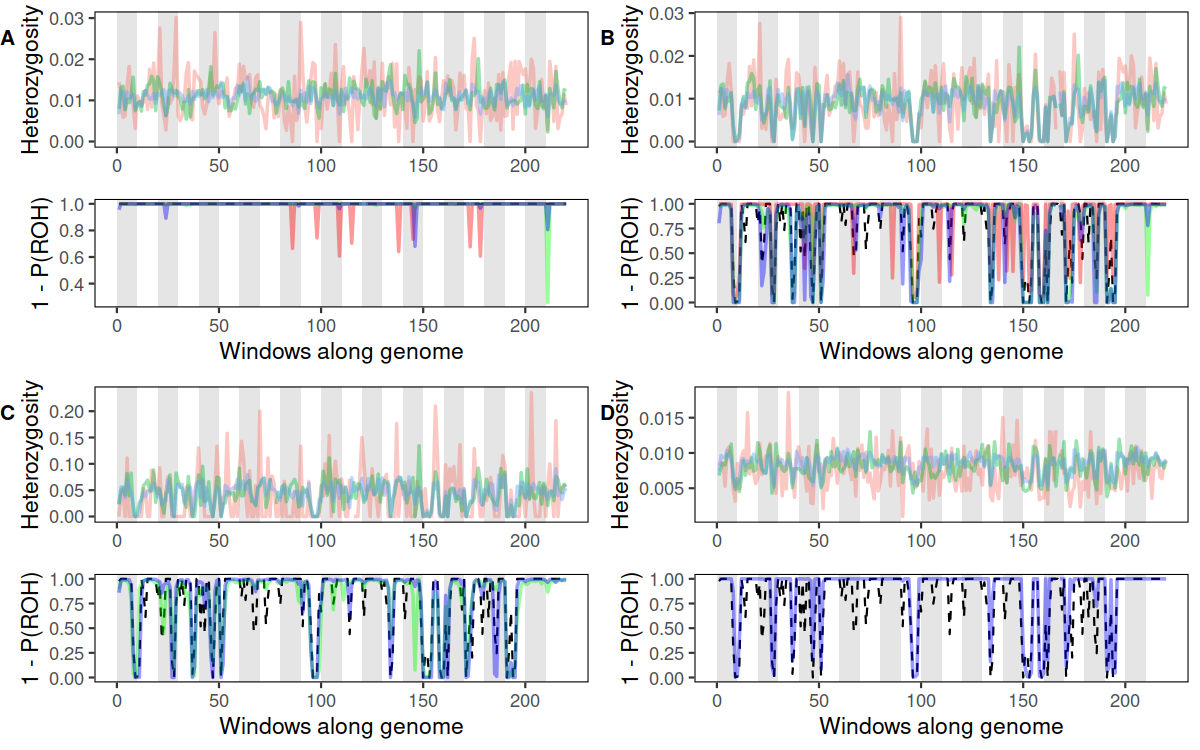 A
Heterozygosity
0.03
0.02
0.01
0.00
0 50 100 150 200
1 - P(ROH)
1.0
0.8
0.6
0.4
0 50 100 150 200
Windows along genome
B
Heterozygosity
0.03
0.02
0.01
0.00
0 50 100 150 200
1 - P(ROH)
1.00
0.75
0.50
0.25
0.00
0 50 100 150 200
Windows along genome
C
Heterozygosity
0.20
0.15
0.10
0.05
0.00
0 50 100 150 200
1 - P(ROH)
1.00
0.75
0.50
0.25
0.00
0 50 100 150 200
Windows along genome
D
Heterozygosity
0.015
0.010
0.005
0 50 100 150 200
1 - P(ROH)
1.00
0.75
0.50
0.25
0.00
0 50 100 150 200
Windows along genome